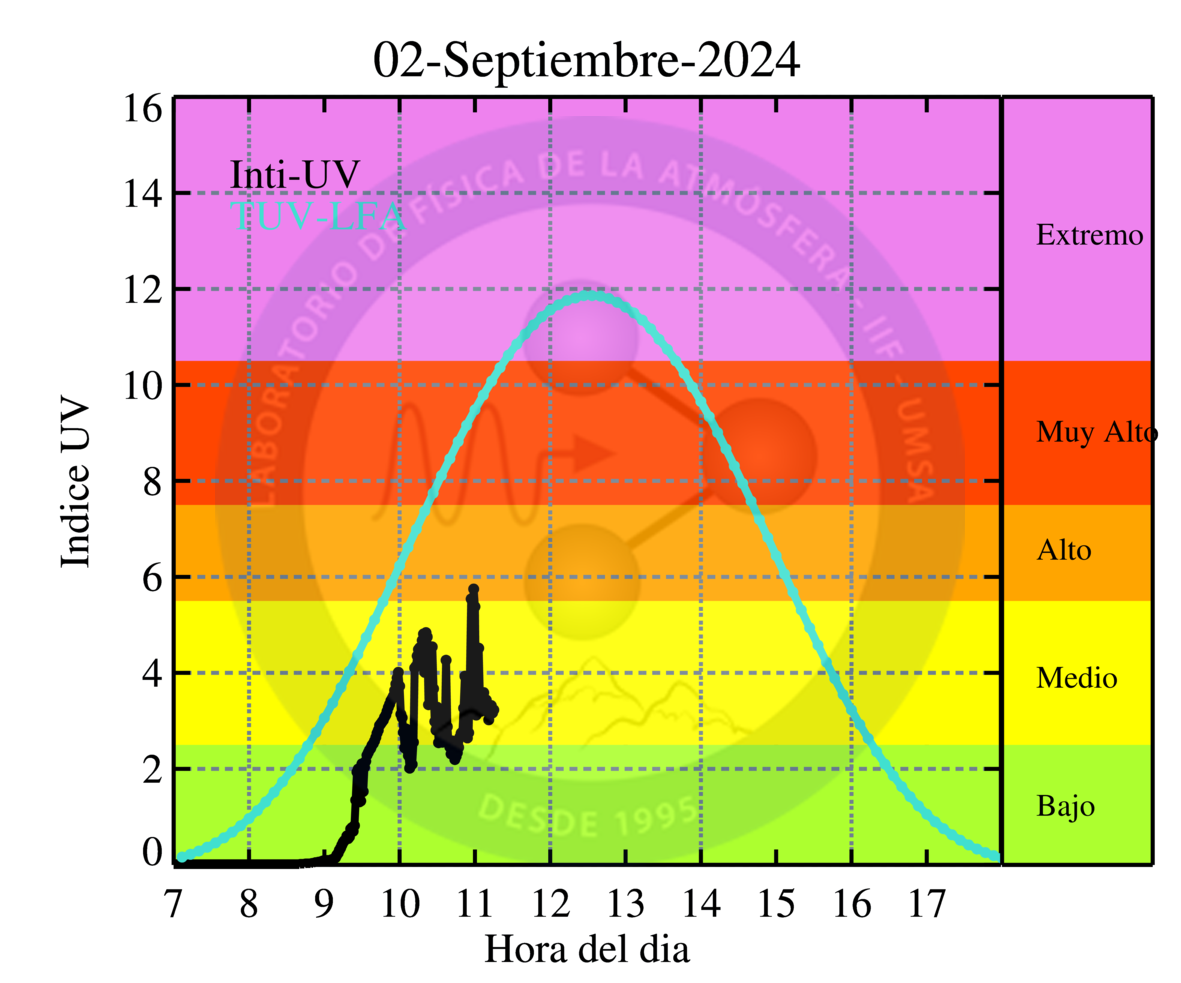 02-Septiembre-2024
Inti-UV
TUV-LFA
LABORATORIO DE FÍSICA DE LA ATMÓSFERA - IIF - UMSA
DESDE 1995
Indice UV
16
14
12
10
8
6
4
2
0
Extremo
Muy Alto
Alto
Medio
Bajo
7 8 9 10 11 12 13 14 15 16 17
Hora del dia